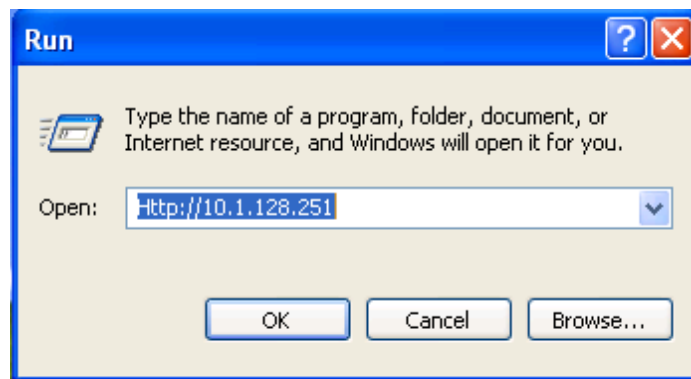 Run
Type the name of a program, folder, document, or
Internet resource, and Windows will open it for you.
Open: Http://10.1.128.251
OK Cancel Browse...